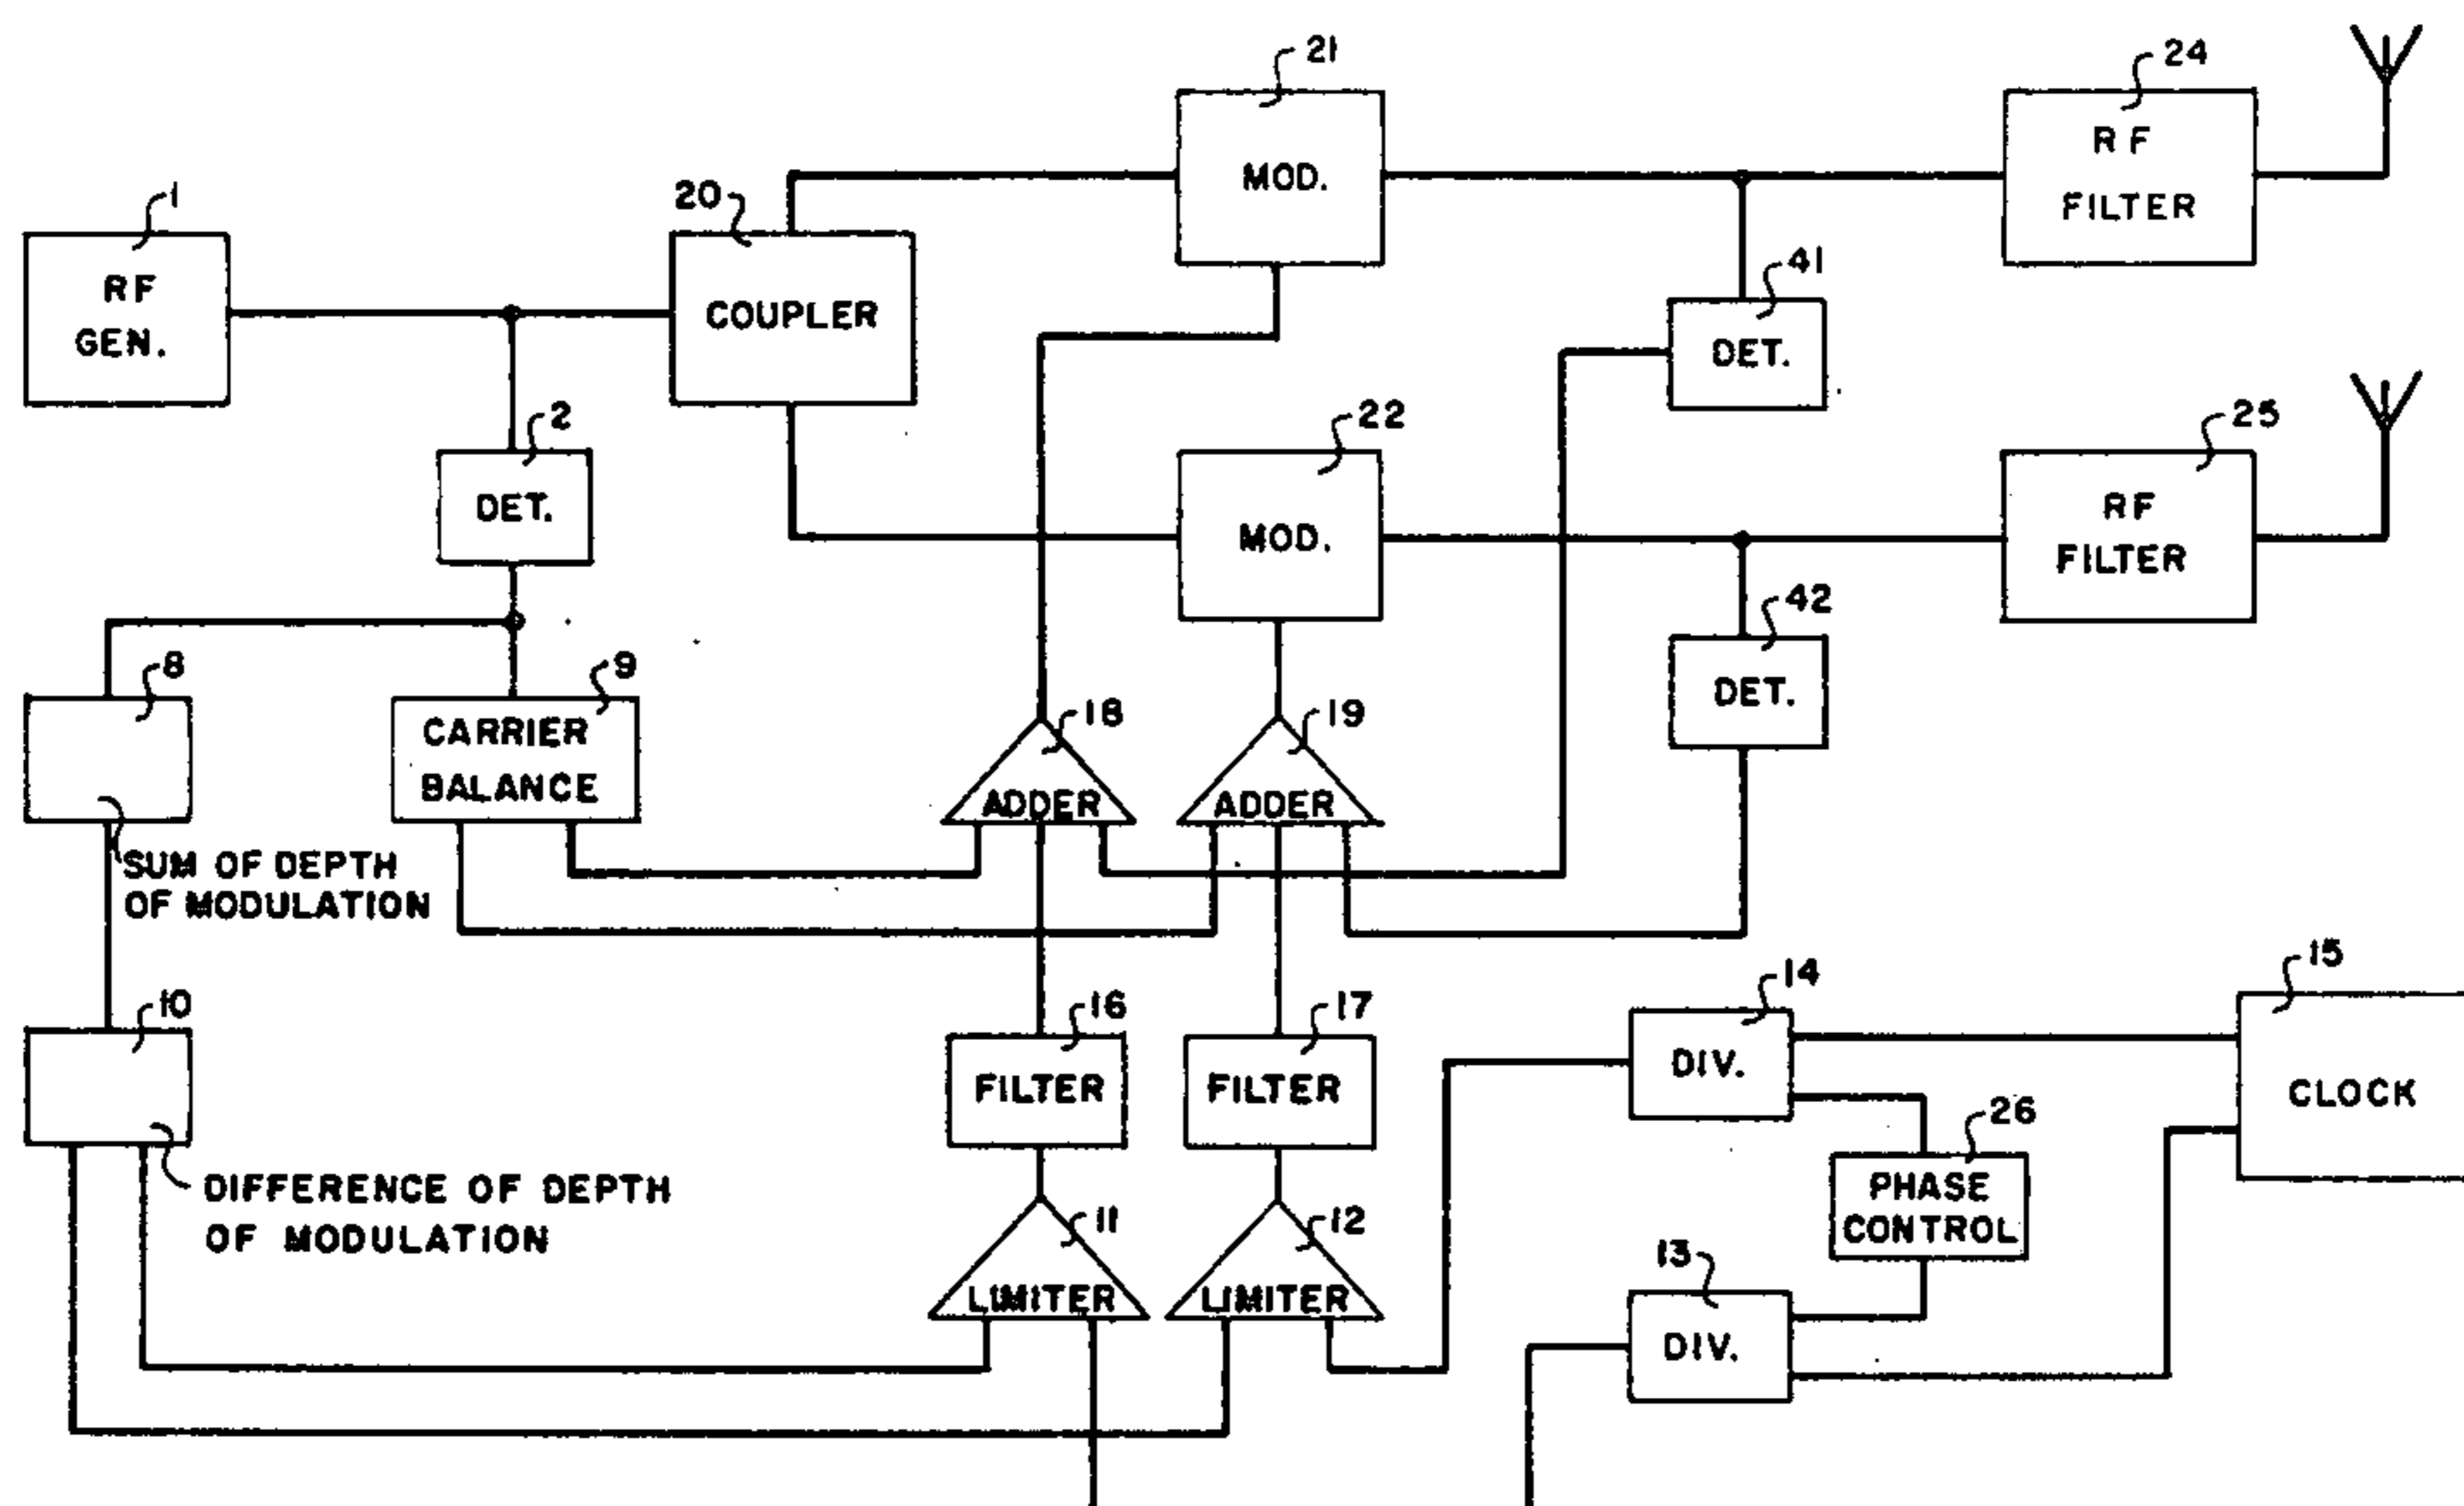 21
24
MOD.
RF
FILTER
1
RF
GEN.
20
COUPLER
41
DET.
2
DET.
22
MOD.
25
RF
FILTER
42
DET.
8
9
CARRIER
BALANCE
18
ADDER
19
ADDER
SUM OF DEPTH
OF MODULATION
10
DIFFERENCE OF DEPTH
OF MODULATION
16
FILTER
17
FILTER
14
DIV.
15
CLOCK
26
PHASE
CONTROL
11
LIMITER
12
LIMITER
13
DIV.